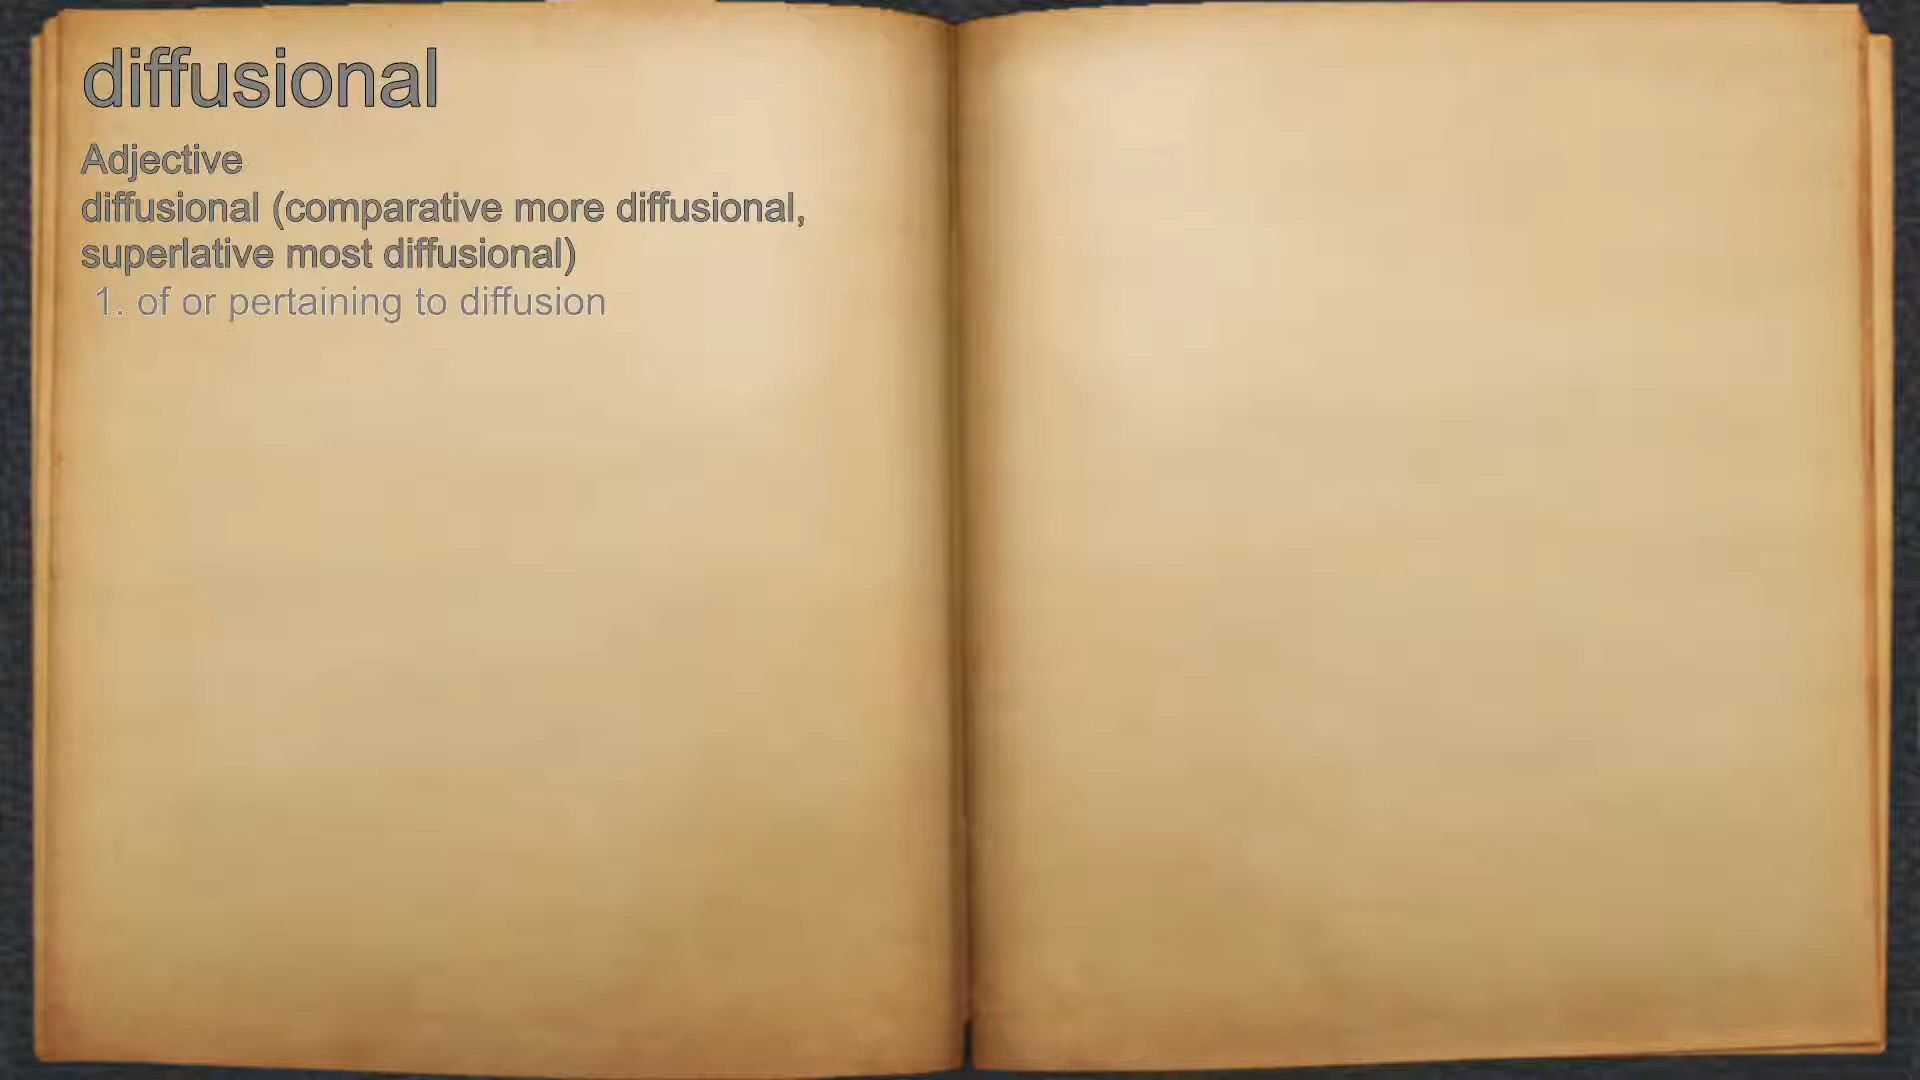 diffusional
Adjective
diffusional (comparative more diffusional,
superlative most diffusional)
1. of or pertaining to diffusion